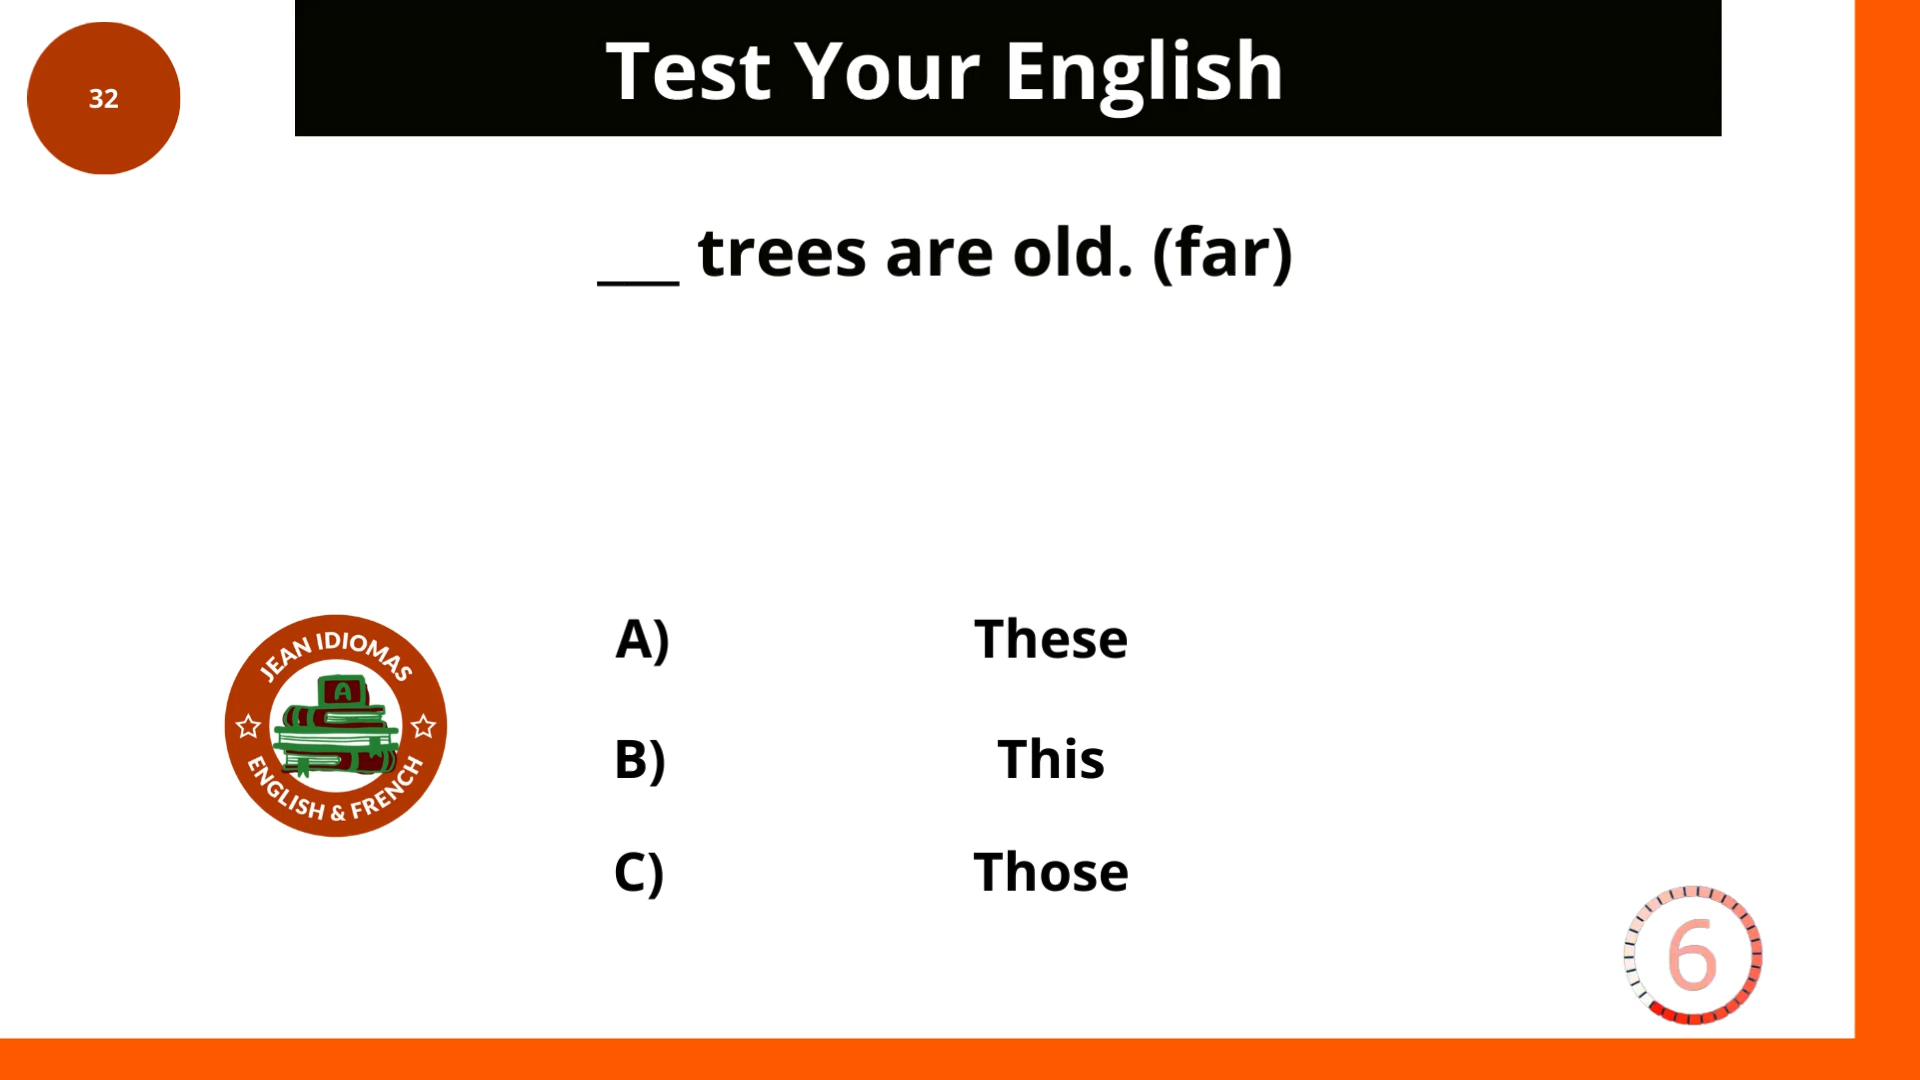 32
Test Your English
___ trees are old. (far)
A) These
B) This
C) Those
JEAN IDIOMAS
A
ENGLISH & FRENCH
6